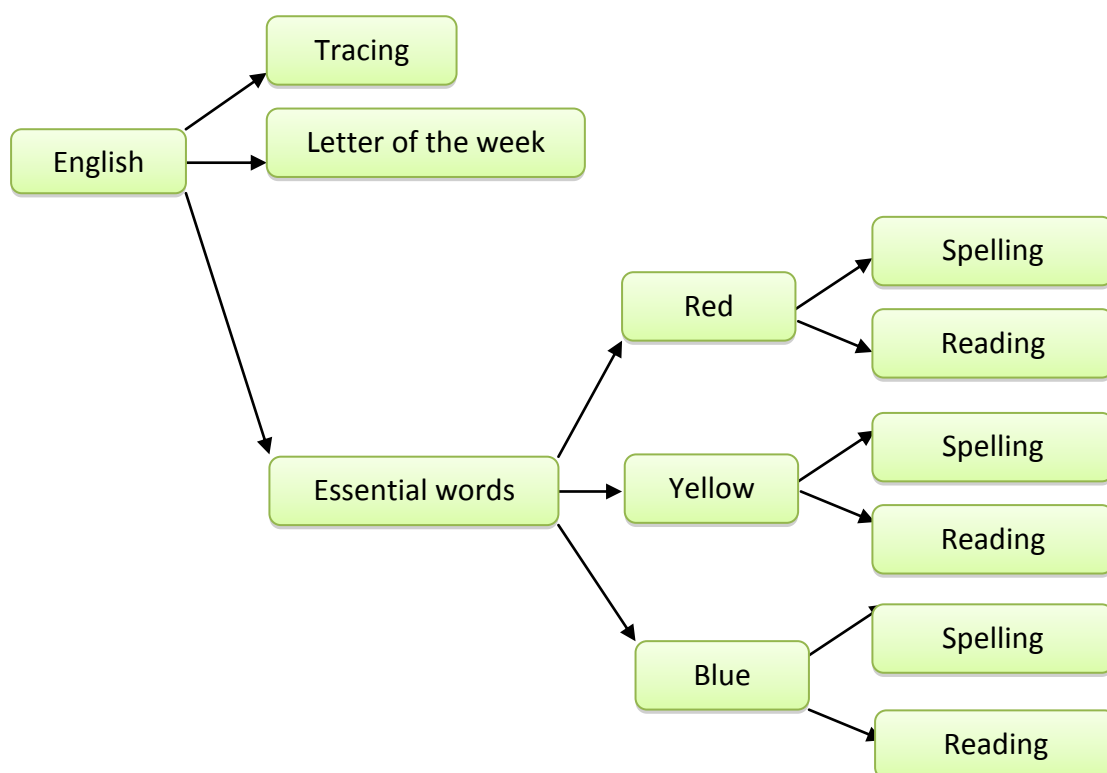 Tracing
Letter of the week
English
Spelling
Red
Reading
Spelling
Essential words
Yellow
Reading
Spelling
Blue
Reading